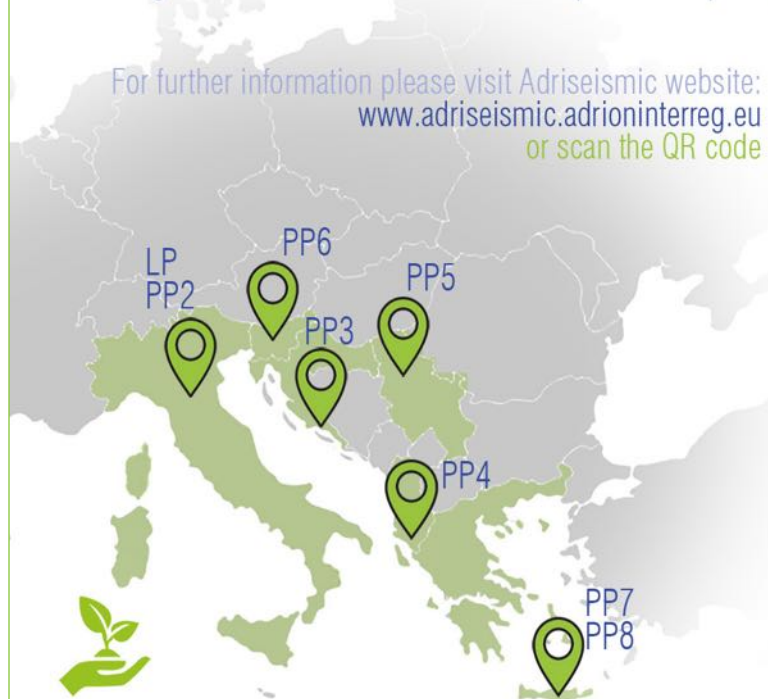 For further information please visit Adriseismic website:
www.adriseismic.adrioninterreg.eu
or scan the QR code
PP6
LP
PP2
PP5
PP3
PP4
PP7
PP8